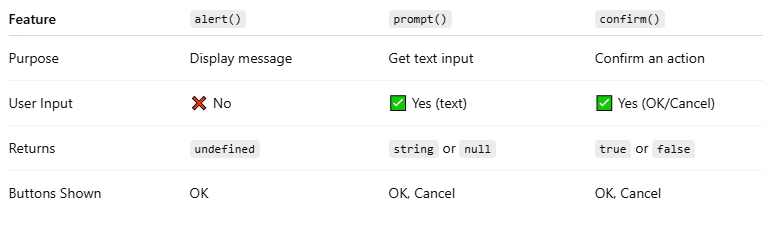 Feature alert() prompt() confirm()
Purpose Display message Get text input Confirm an action
User Input ❌ No ✅ Yes (text) ✅ Yes (OK/Cancel)
Returns undefined string or null true or false
Buttons Shown OK OK, Cancel OK, Cancel